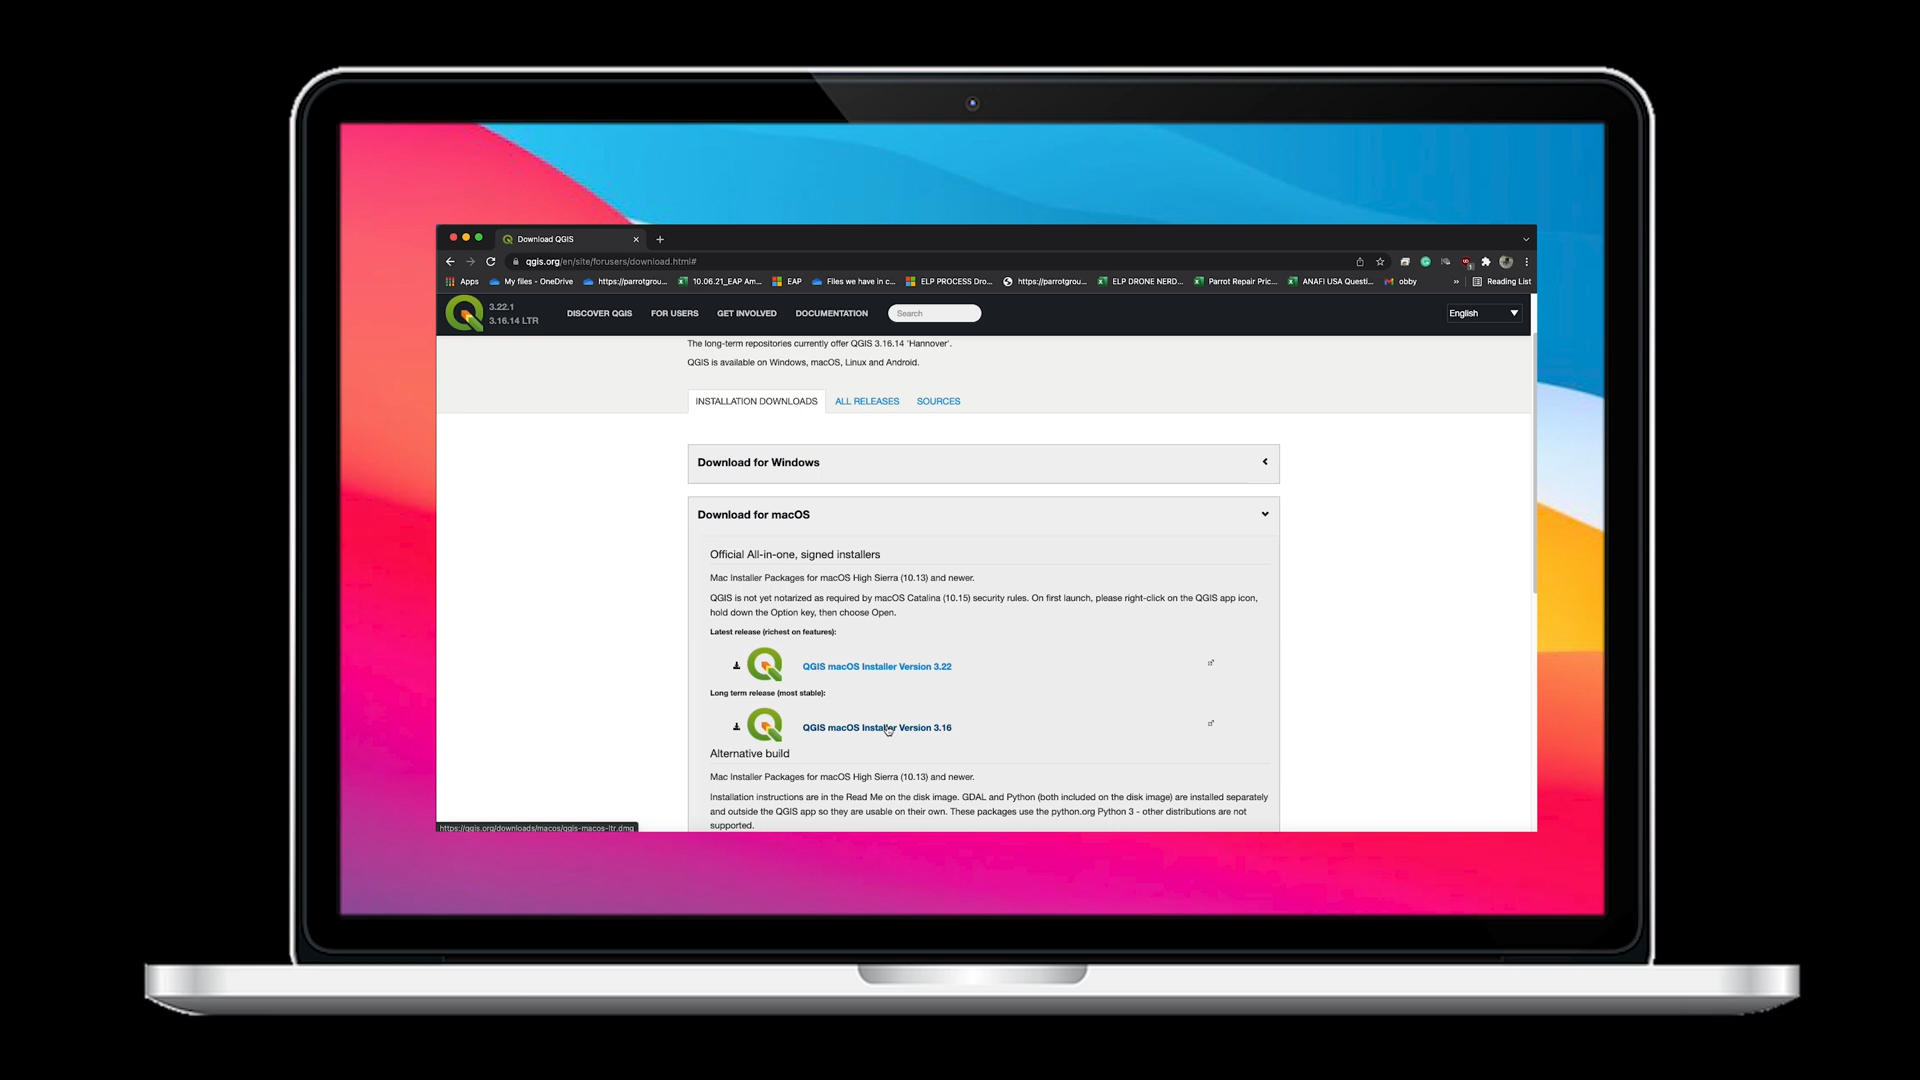 Download QGIS
qgis.org/en/site/forusers/download.html#
Apps My files - OneDrive https://parrotgrou... 10.06.21_EAP Am... EAP Files we have in c... ELP PROCESS Dro... https://parrotgrou... ELP DRONE NERD... Parrot Repair Pric... ANAFI USA Questi... obby » Reading List
3.22.1
3.16.14 LTR
DISCOVER QGIS FOR USERS GET INVOLVED DOCUMENTATION Search English
The long-term repositories currently offer QGIS 3.16.14 'Hannover'.
QGIS is available on Windows, macOS, Linux and Android.
INSTALLATION DOWNLOADS ALL RELEASES SOURCES
Download for Windows
Download for macOS
Official All-in-one, signed installers
Mac Installer Packages for macOS High Sierra (10.13) and newer.
QGIS is not yet notarized as required by macOS Catalina (10.15) security rules. On first launch, please right-click on the QGIS app icon,
hold down the Option key, then choose Open.
Latest release (richest on features):
QGIS macOS Installer Version 3.22
Long term release (most stable):
QGIS macOS Installer Version 3.16
Alternative build
Mac Installer Packages for macOS High Sierra (10.13) and newer.
Installation instructions are in the Read Me on the disk image. GDAL and Python (both included on the disk image) are installed separately
and outside the QGIS app so they are usable on their own. These packages use the python.org Python 3 - other distributions are not
supported.
https://qgis.org/downloads/macos/qgis-macos-ltr.dmg